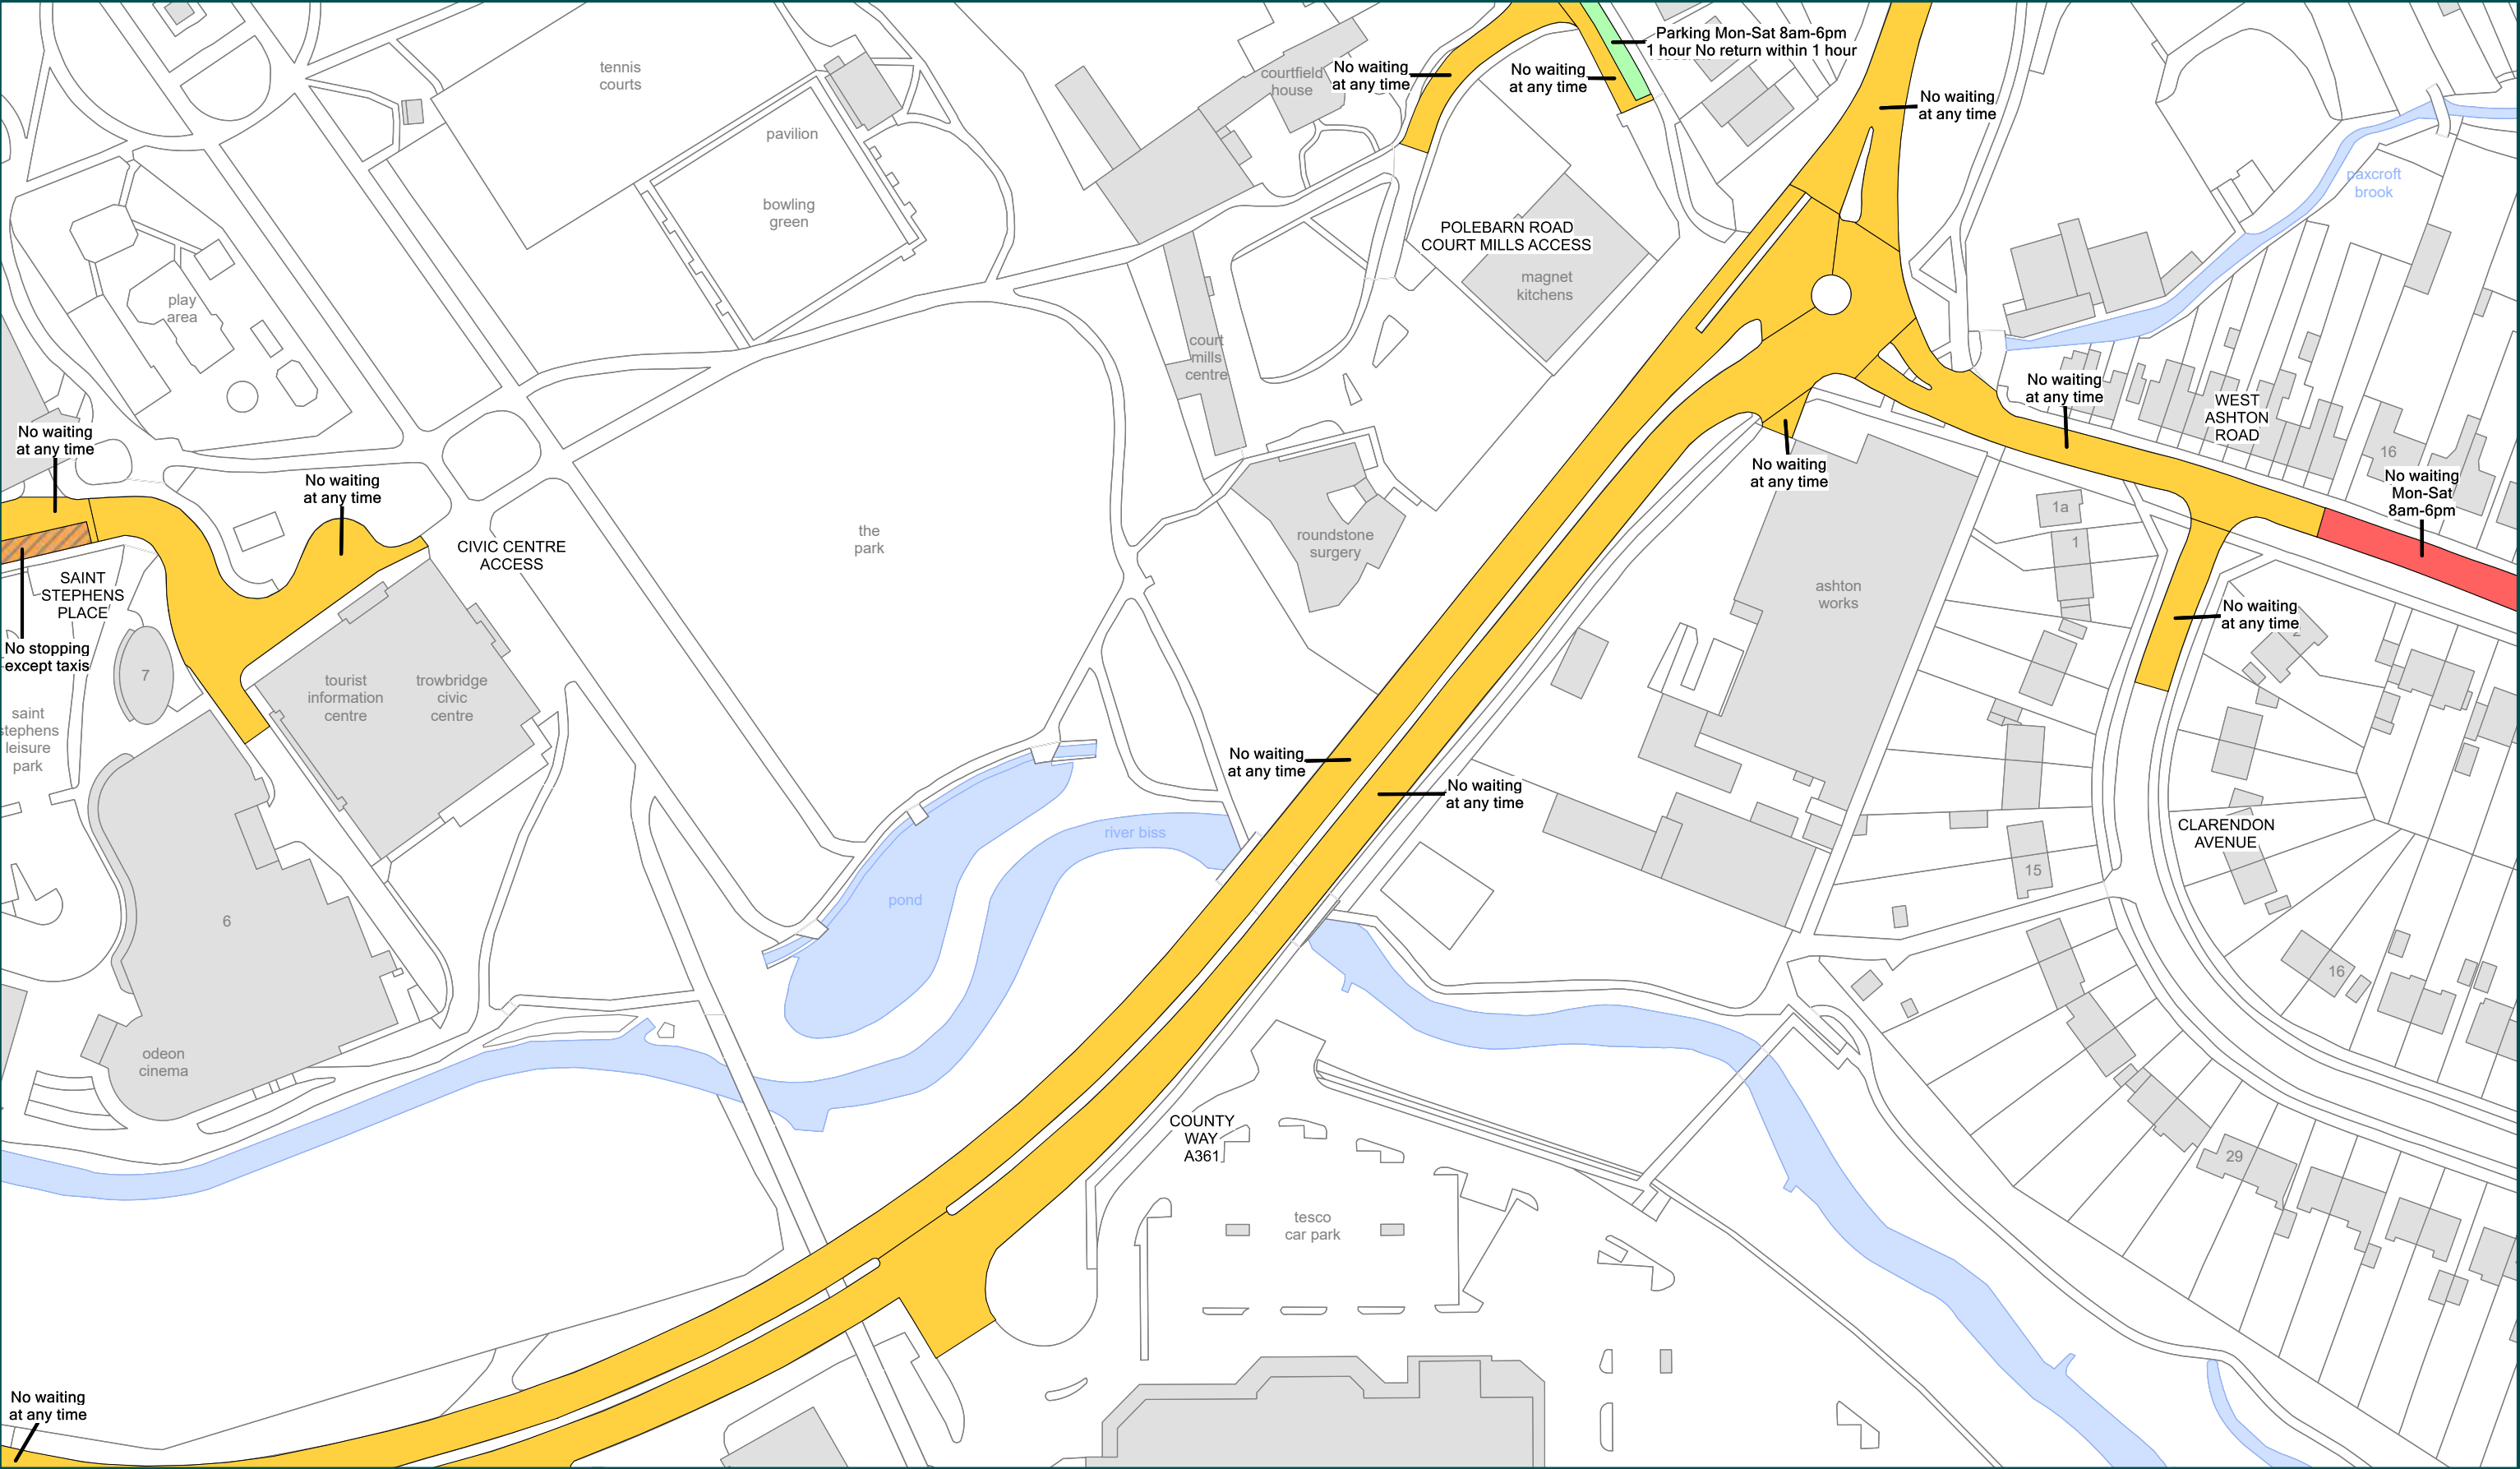 Parking Mon-Sat 8am-6pm
1 hour No return within 1 hour
tennis
courts
courtfield
house
No waiting
at any time
No waiting
at any time
No waiting
at any time
pavilion
bowling
green
paxcroft
brook
POLEBARN ROAD
COURT MILLS ACCESS
magnet
kitchens
play
area
court
mills
centre
No waiting
at any time
WEST
ASHTON
ROAD
16
No waiting
at any time
No waiting
at any time
No waiting
at any time
No waiting
Mon-Sat
8am-6pm
1a
1
the
park
roundstone
surgery
CIVIC CENTRE
ACCESS
SAINT
STEPHENS
PLACE
ashton
works
No waiting
at any time
2
No stopping
except taxis
7
tourist
information
centre
trowbridge
civic
centre
saint
stephens
leisure
park
No waiting
at any time
No waiting
at any time
river biss
CLARENDON
AVENUE
15
pond
6
16
odeon
cinema
COUNTY
WAY
A361
29
tesco
car park
No waiting
at any time